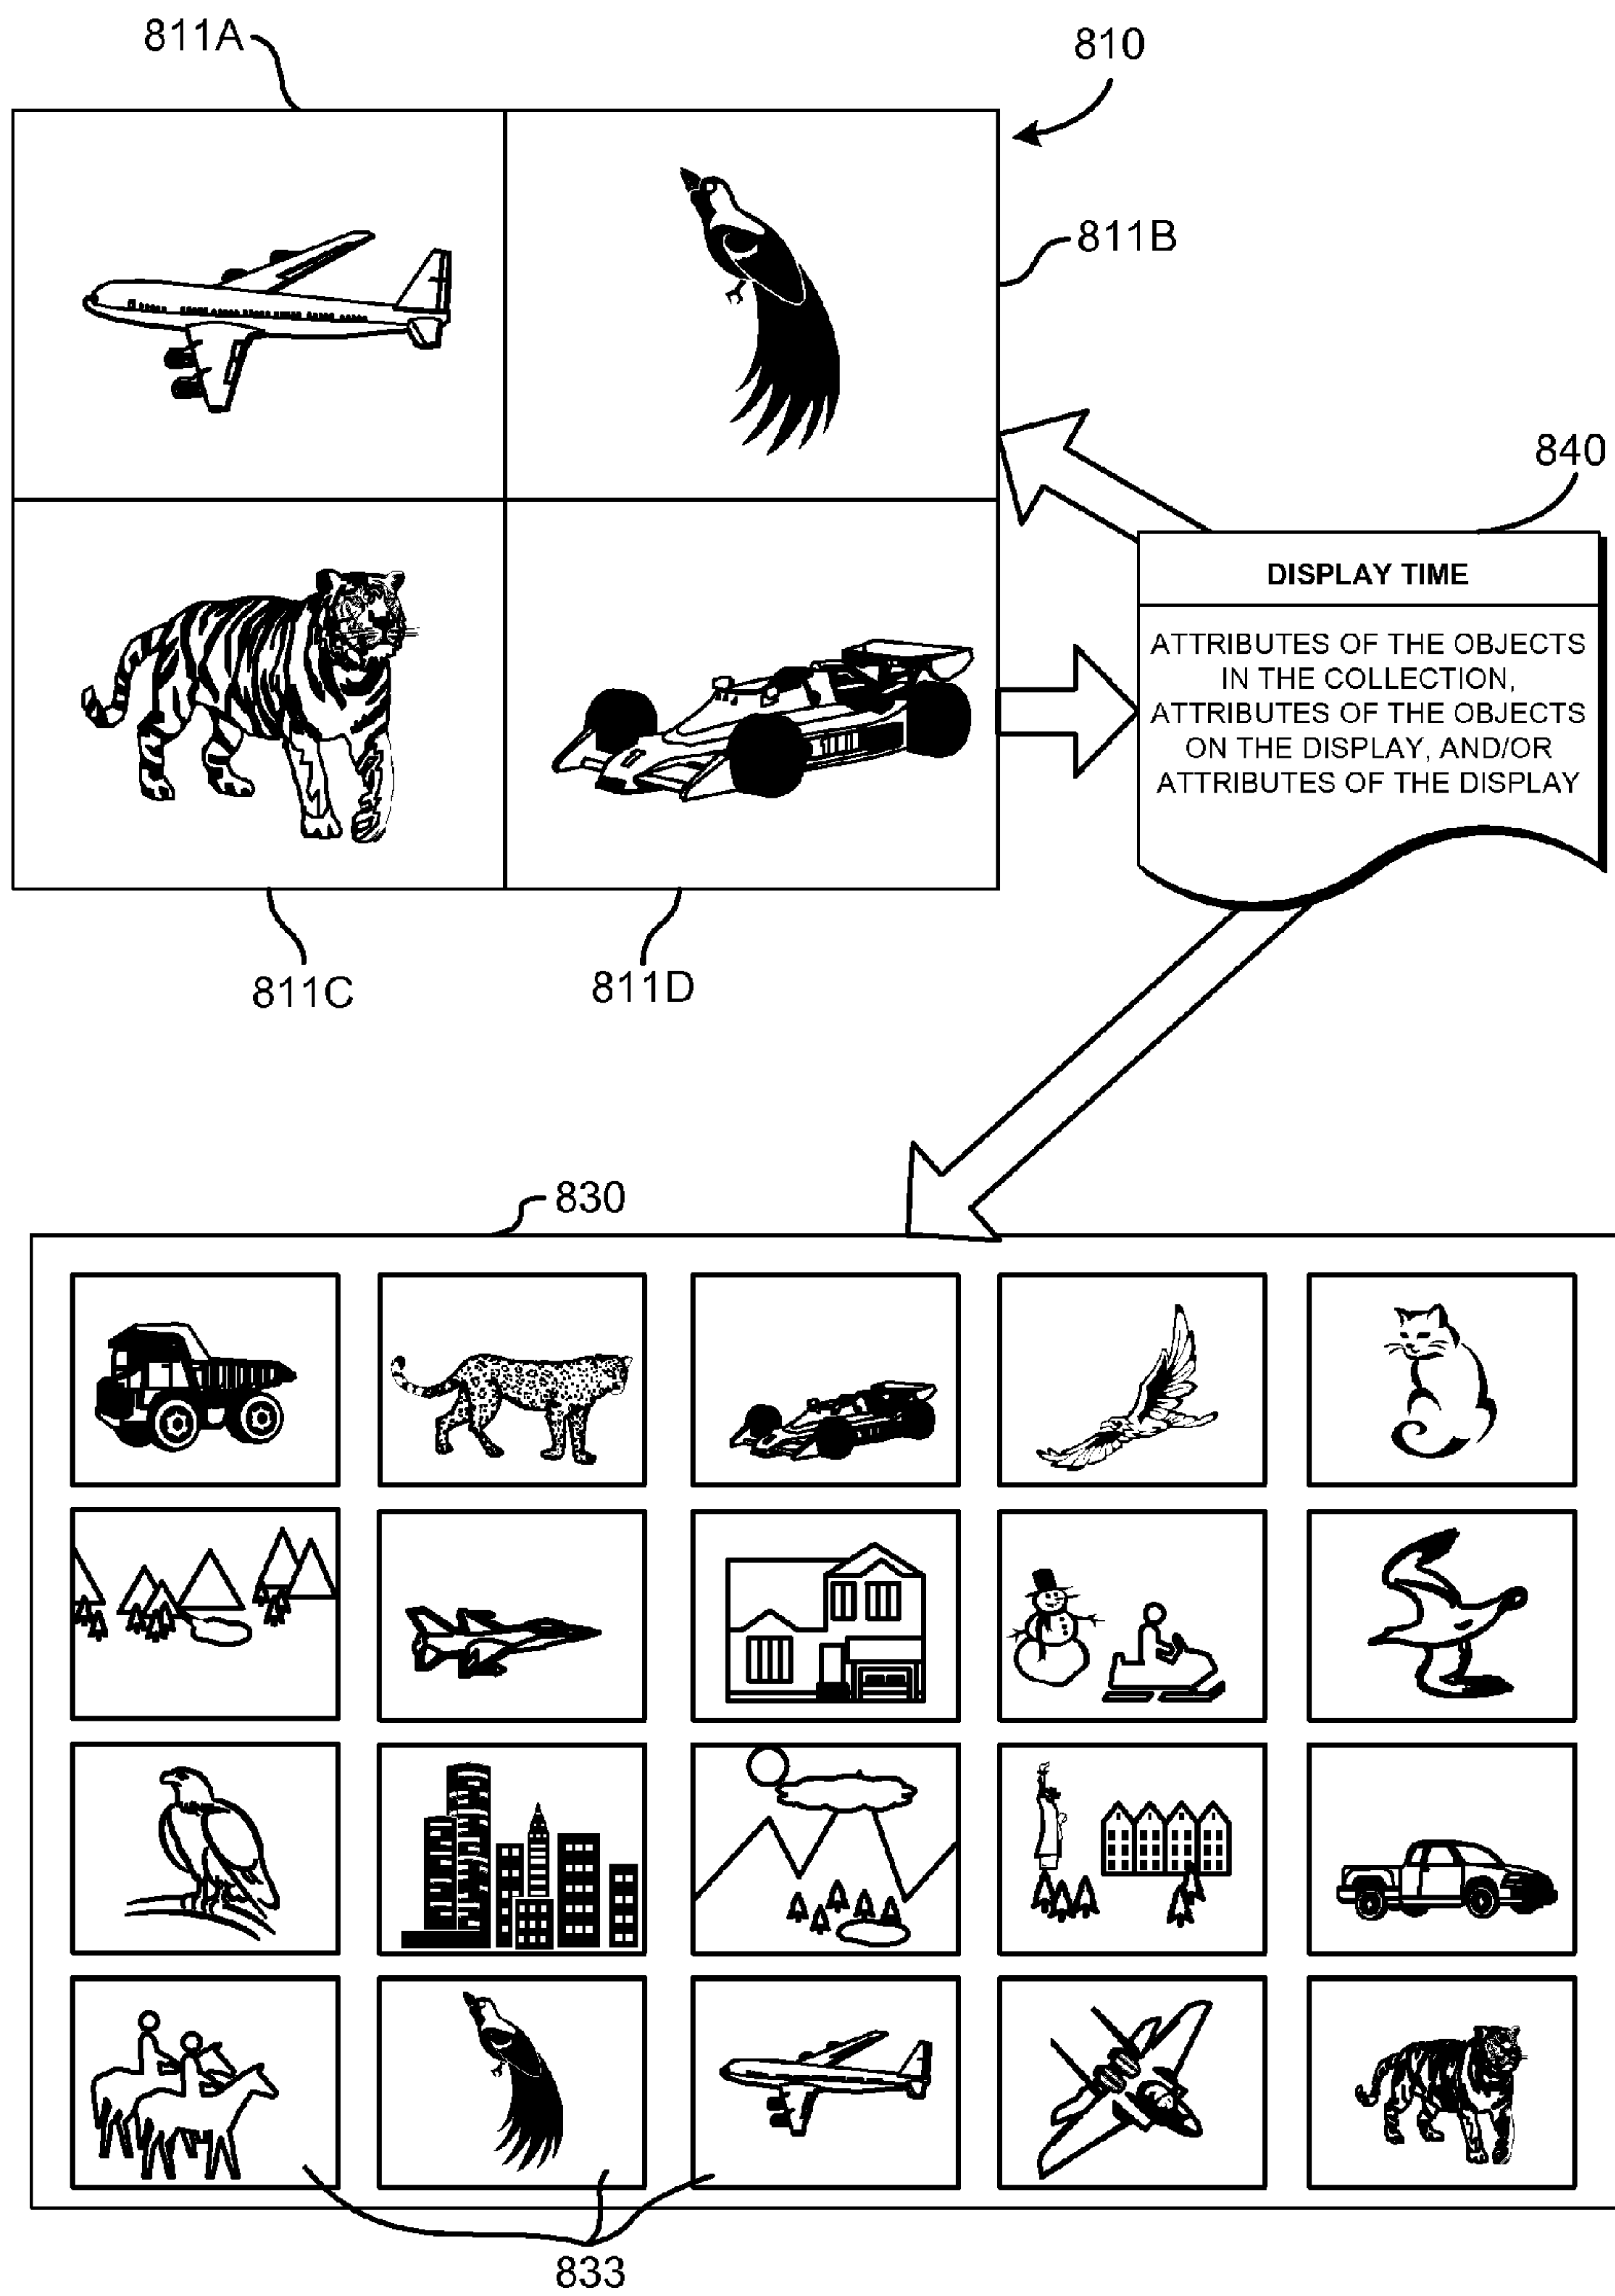 811A
810
811B
840
DISPLAY TIME
ATTRIBUTES OF THE OBJECTS
IN THE COLLECTION,
ATTRIBUTES OF THE OBJECTS
ON THE DISPLAY, AND/OR
ATTRIBUTES OF THE DISPLAY
811C
811D
830
833